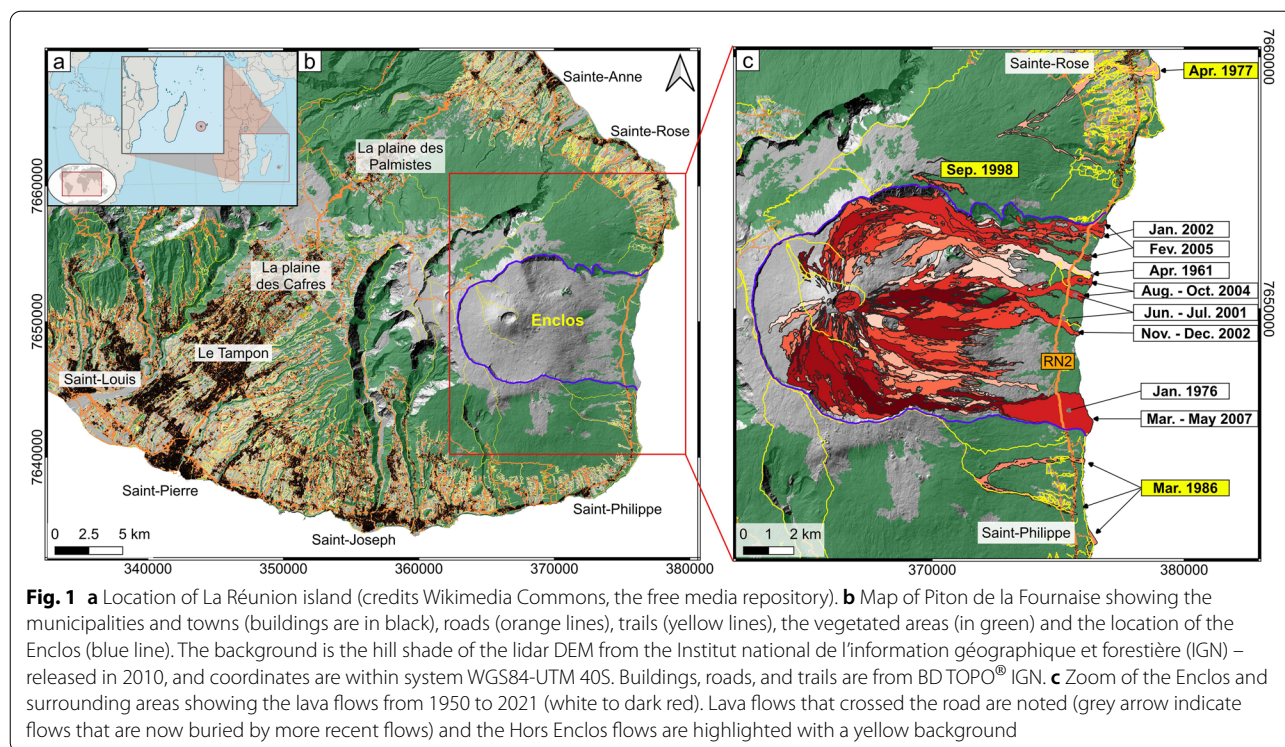 a
b
Sainte-Anne
Sainte-Rose
La plaine des
Palmistes
La plaine
des Cafres
Enclos
Le Tampon
Saint-Louis
Saint-Pierre
Saint-Joseph
Saint-Philippe
0 2.5 5 km
7660000
7650000
7640000
340000 350000 360000 370000 380000
c
Sainte-Rose
Apr. 1977
Sep. 1998
Jan. 2002
Fev. 2005
Apr. 1961
Aug. - Oct. 2004
Jun. - Jul. 2001
Nov. - Dec. 2002
RN2
Jan. 1976
Mar. - May 2007
Mar. 1986
Saint-Philippe
0 1 2 km
7660000
7650000
370000 380000
Fig. 1 a Location of La Réunion island (credits Wikimedia Commons, the free media repository). b Map of Piton de la Fournaise showing the
municipalities and towns (buildings are in black), roads (orange lines), trails (yellow lines), the vegetated areas (in green) and the location of the
Enclos (blue line). The background is the hill shade of the lidar DEM from the Institut national de l'information géographique et forestière (IGN) –
released in 2010, and coordinates are within system WGS84-UTM 40S. Buildings, roads, and trails are from BD TOPO® IGN. c Zoom of the Enclos and
surrounding areas showing the lava flows from 1950 to 2021 (white to dark red). Lava flows that crossed the road are noted (grey arrow indicate
flows that are now buried by more recent flows) and the Hors Enclos flows are highlighted with a yellow background